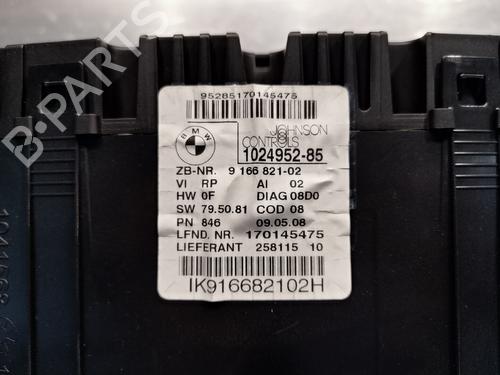 B-PARTS
95285170145475
BMW
JOHNSON
CONTROLS
1024952-85
ZB-NR. 9 166 821-02
VI RP AI 02
HW 0F DIAG 08D0
SW 79.50.81 COD 08
PN 846 09.05.08
LFND. NR. 170145475
LIEFERANT 258115 10
IK916682102H